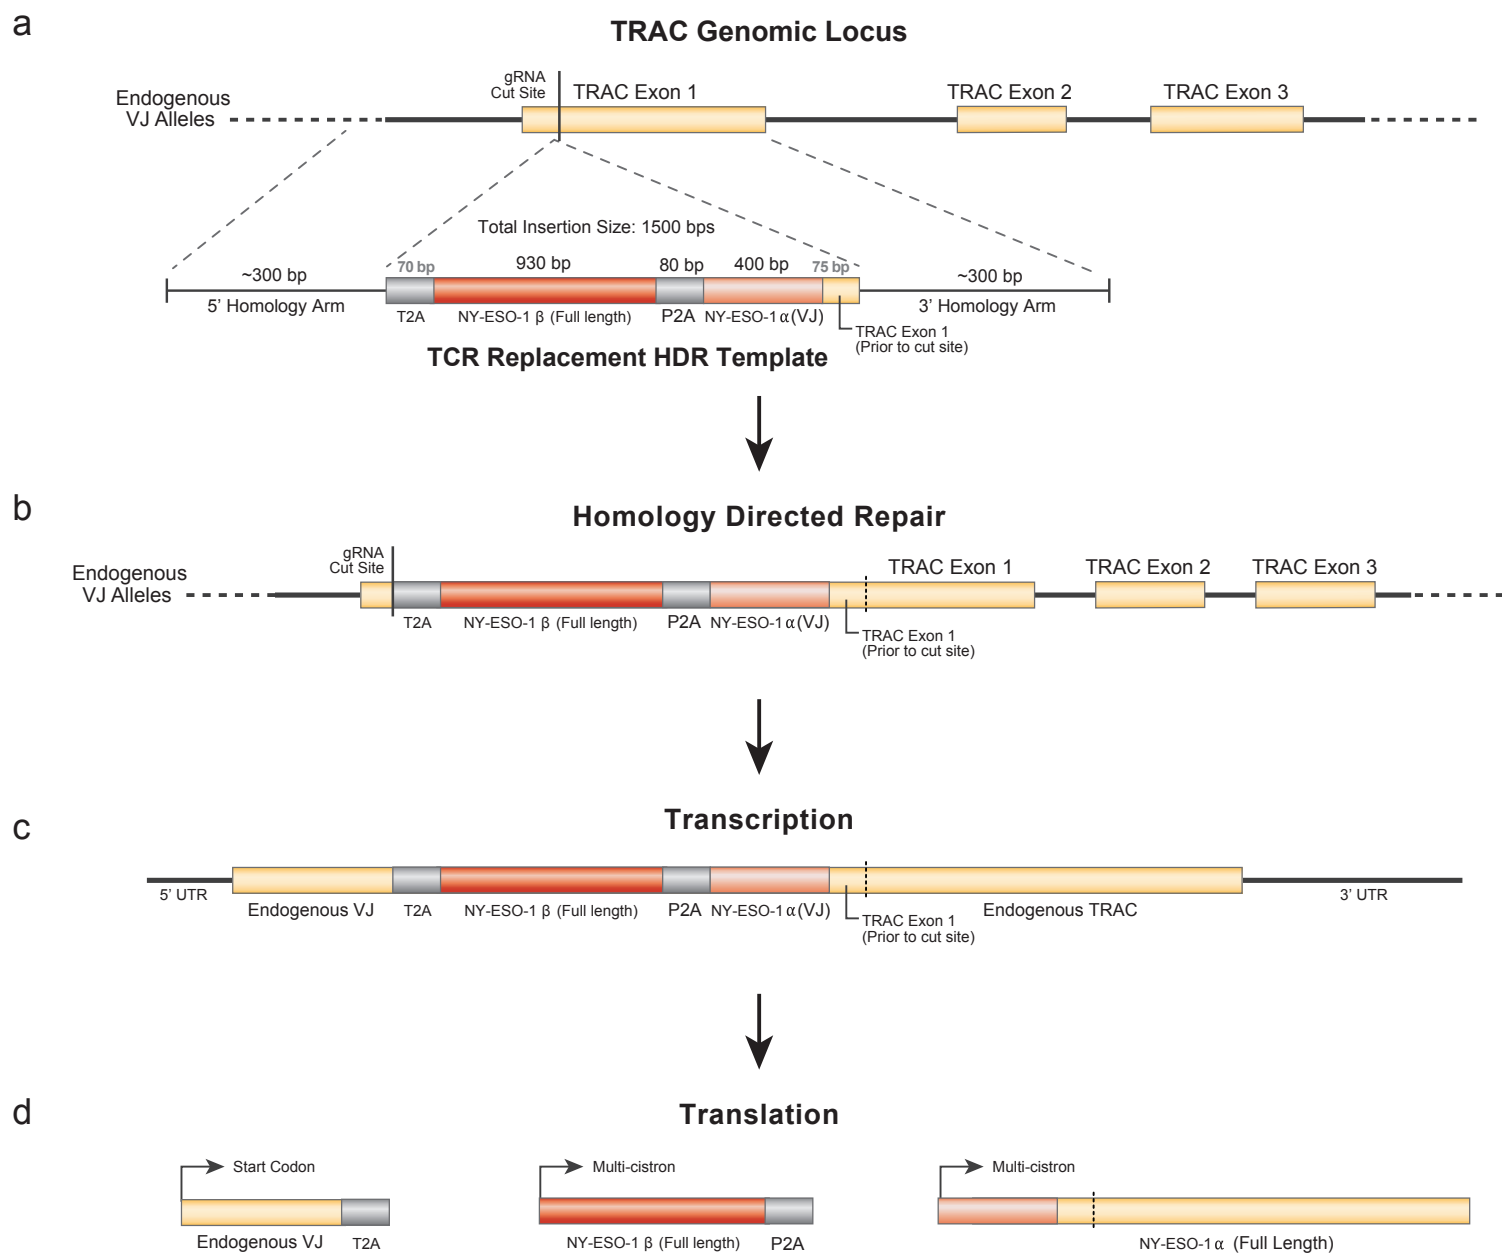 a
TRAC Genomic Locus
gRNA
Cut Site
Endogenous
VJ Alleles
TRAC Exon 1
TRAC Exon 2
TRAC Exon 3
Total Insertion Size: 1500 bps
~300 bp
70 bp
930 bp
80 bp
400 bp
75 bp
~300 bp
5’ Homology Arm
T2A
NY-ESO-1 β (Full length)
P2A
NY-ESO-1 α (VJ)
3’ Homology Arm
TRAC Exon 1
(Prior to cut site)
TCR Replacement HDR Template
b
Homology Directed Repair
gRNA
Cut Site
Endogenous
VJ Alleles
TRAC Exon 1
TRAC Exon 2
TRAC Exon 3
T2A
NY-ESO-1 β (Full length)
P2A
NY-ESO-1 α (VJ)
TRAC Exon 1
(Prior to cut site)
c
Transcription
5’ UTR
Endogenous VJ
T2A
NY-ESO-1 β (Full length)
P2A
NY-ESO-1 α (VJ)
TRAC Exon 1
(Prior to cut site)
Endogenous TRAC
3’ UTR
d
Translation
Start Codon
Multi-cistron
Multi-cistron
Endogenous VJ
T2A
NY-ESO-1 β (Full length)
P2A
NY-ESO-1 α (Full Length)